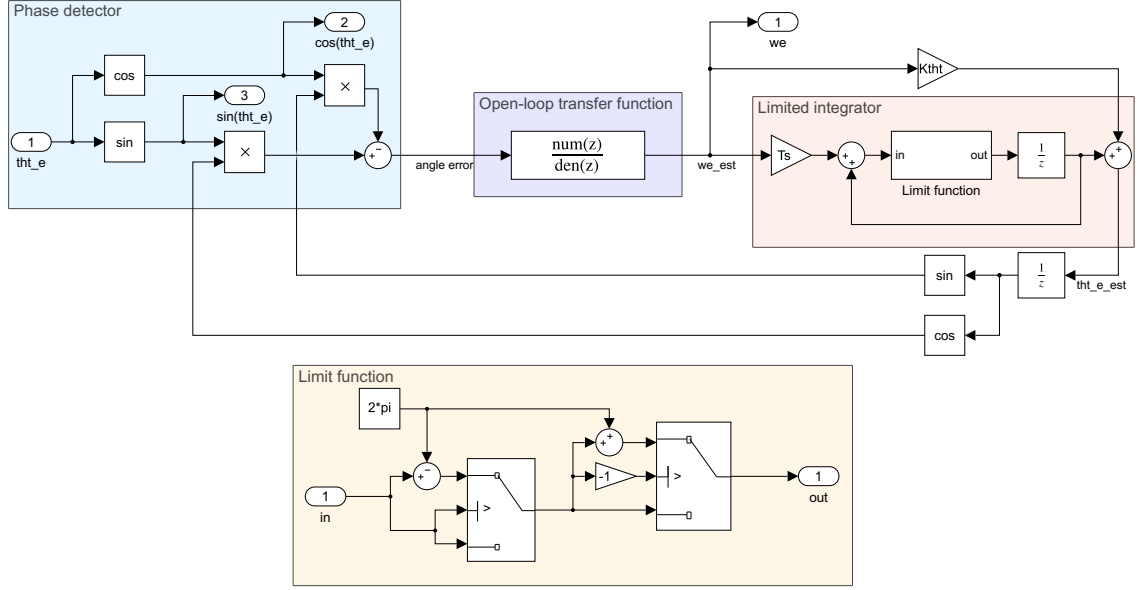 Phase detector
2
cos(tht_e)
cos
×
3
sin(tht_e)
1
tht_e
sin
×
+
−
angle error
Open-loop transfer function
num(z)
den(z)
we_est
1
we
Ktht
Limited integrator
Ts
+
+
in
out
Limit function
1
z
+
+
sin
1
z
tht_e_est
cos
Limit function
2*pi
+
−
1
in
>
+
+
-1
>
1
out